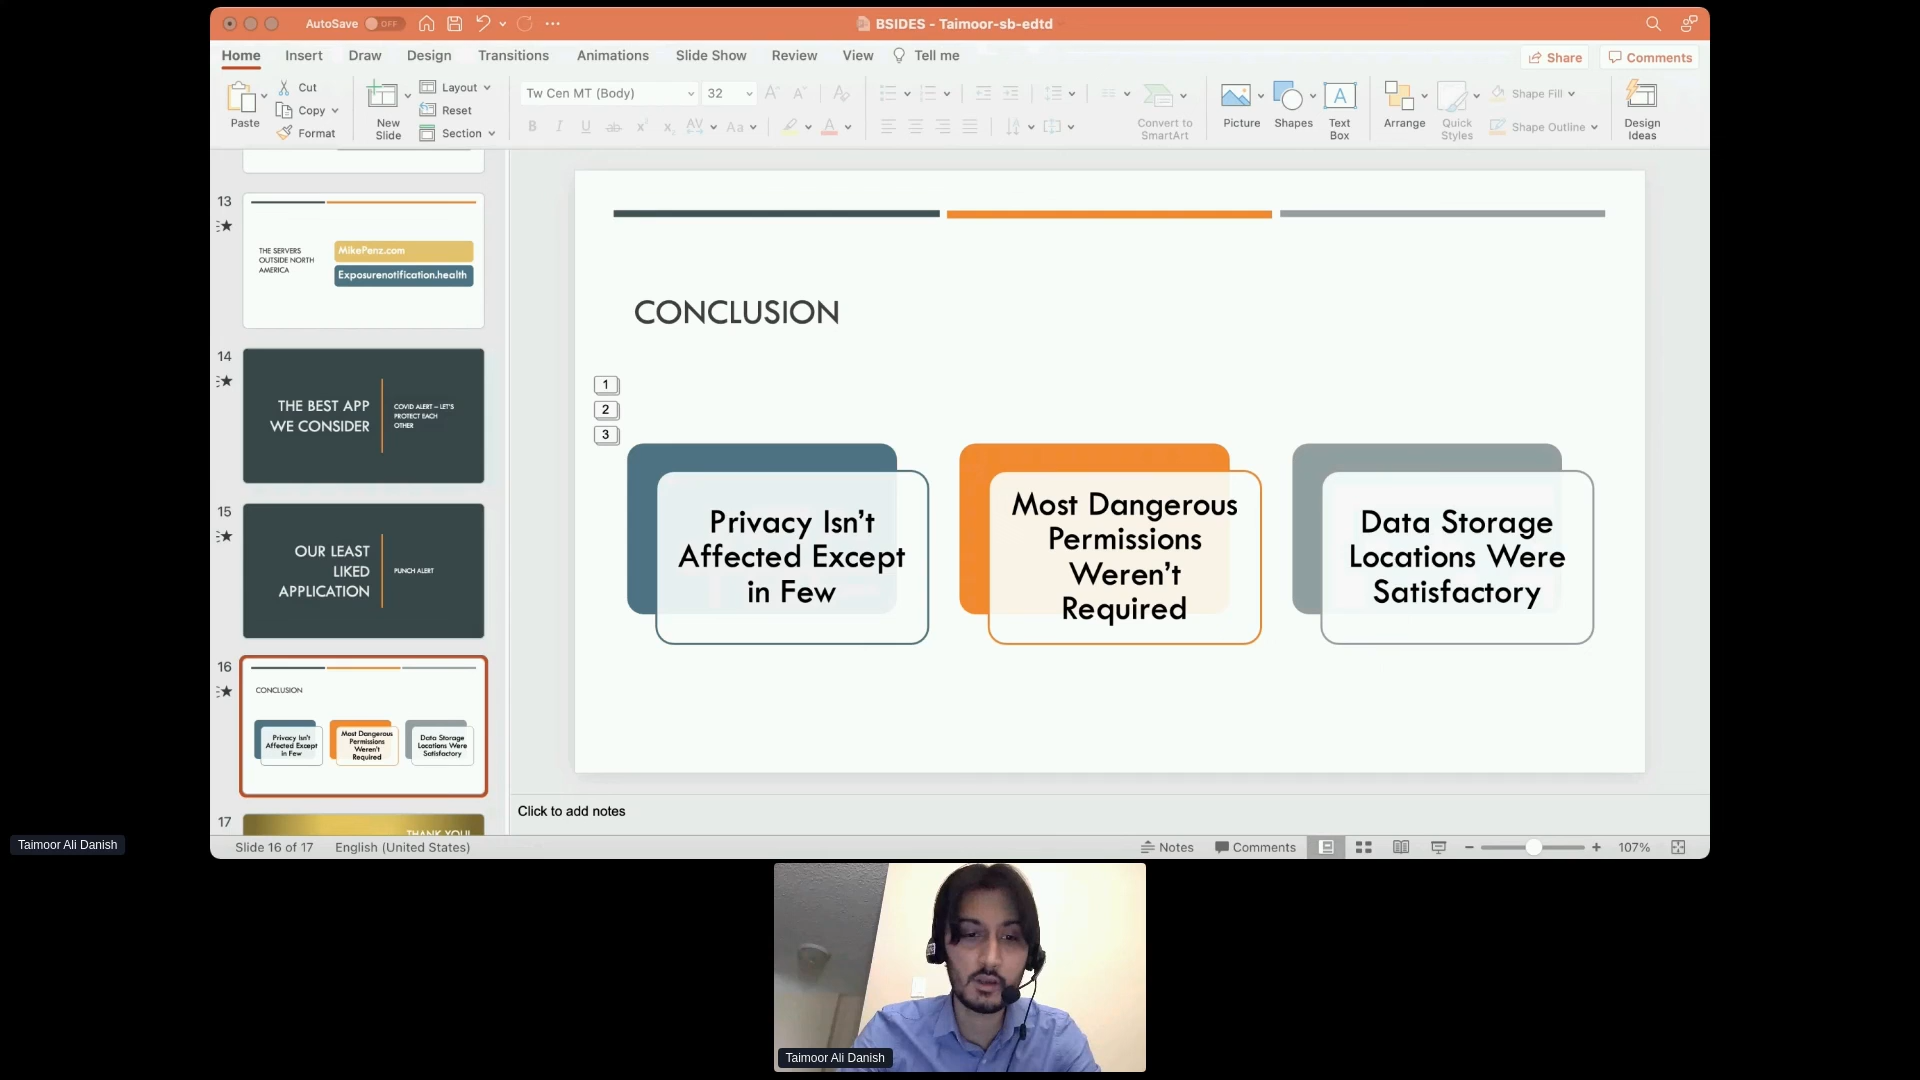 AutoSave OFF
BSIDES - Taimoor-sb-edtd
Home Insert Draw Design Transitions Animations Slide Show Review View Tell me
Share Comments
Paste
Cut
Copy
Format
New
Slide
Layout
Reset
Section
Tw Cen MT (Body) 32
Convert to
SmartArt
Picture
Shapes
Text
Box
Arrange
Quick
Styles
Shape Fill
Shape Outline
Design
Ideas
13
THE SERVERS
OUTSIDE NORTH
AMERICA
MikePenz.com
Exposurenotification.health
14
THE BEST APP
WE CONSIDER
COVID ALERT – LET'S
PROTECT EACH
OTHER
15
OUR LEAST
LIKED
APPLICATION
PUNCH ALERT
16
CONCLUSION
Privacy Isn't
Affected Except
in Few
Most Dangerous
Permissions
Weren't
Required
Data Storage
Locations Were
Satisfactory
17
THANK YOU!
CONCLUSION
1
2
3
Privacy Isn't
Affected Except
in Few
Most Dangerous
Permissions
Weren't
Required
Data Storage
Locations Were
Satisfactory
Click to add notes
Slide 16 of 17 English (United States)
Notes Comments 107%
Taimoor Ali Danish
Taimoor Ali Danish